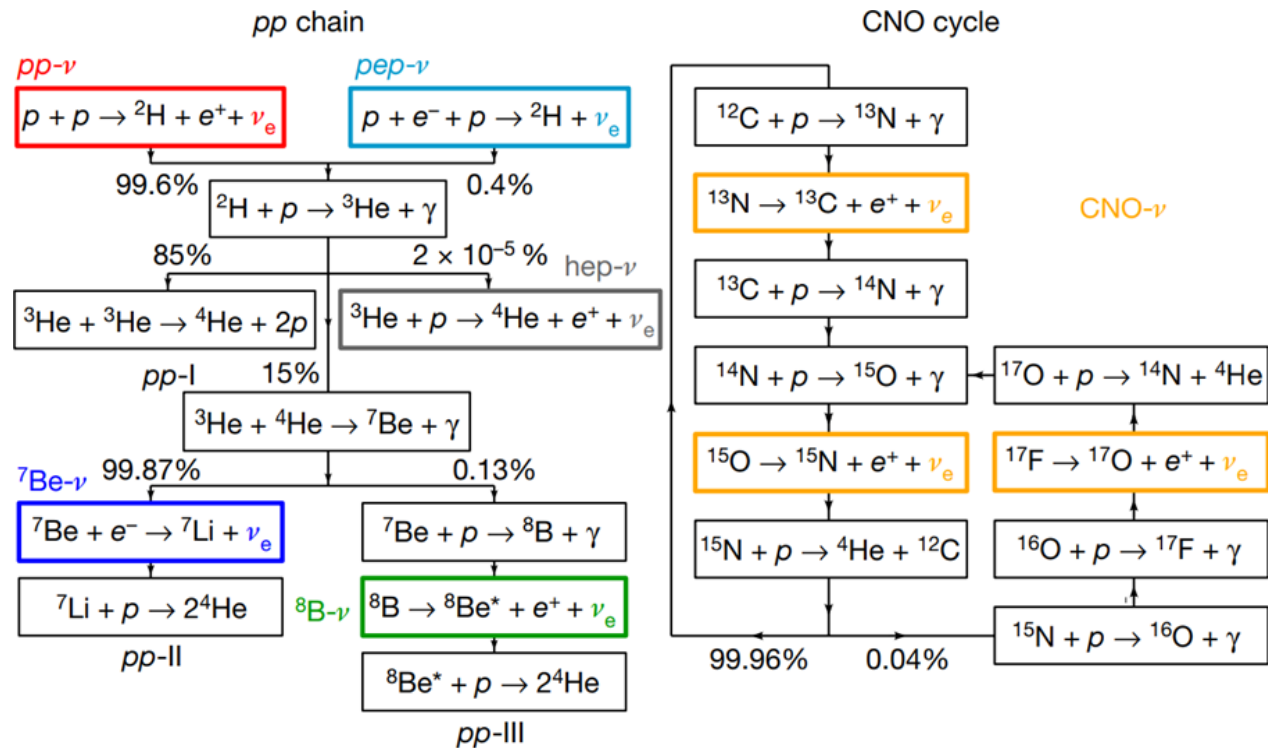 pp chain
pp-ν
pep-ν
p + p → ²H + e⁺ + νₑ
p + e⁻ + p → ²H + νₑ
99.6%
0.4%
²H + p → ³He + γ
85%
2 × 10⁻⁵ %
hep-ν
³He + ³He → ⁴He + 2p
³He + p → ⁴He + e⁺ + νₑ
pp-I
15%
³He + ⁴He → ⁷Be + γ
99.87%
0.13%
⁷Be-ν
⁷Be + e⁻ → ⁷Li + νₑ
⁷Be + p → ⁸B + γ
⁷Li + p → 2⁴He
⁸B-ν
⁸B → ⁸Be* + e⁺ + νₑ
pp-II
⁸Be* + p → 2⁴He
pp-III
CNO cycle
¹²C + p → ¹³N + γ
¹³N → ¹³C + e⁺ + νₑ
CNO-ν
¹³C + p → ¹⁴N + γ
¹⁴N + p → ¹⁵O + γ
¹⁷O + p → ¹⁴N + ⁴He
¹⁵O → ¹⁵N + e⁺ + νₑ
¹⁷F → ¹⁷O + e⁺ + νₑ
¹⁵N + p → ⁴He + ¹²C
¹⁶O + p → ¹⁷F + γ
¹⁵N + p → ¹⁶O + γ
99.96%
0.04%